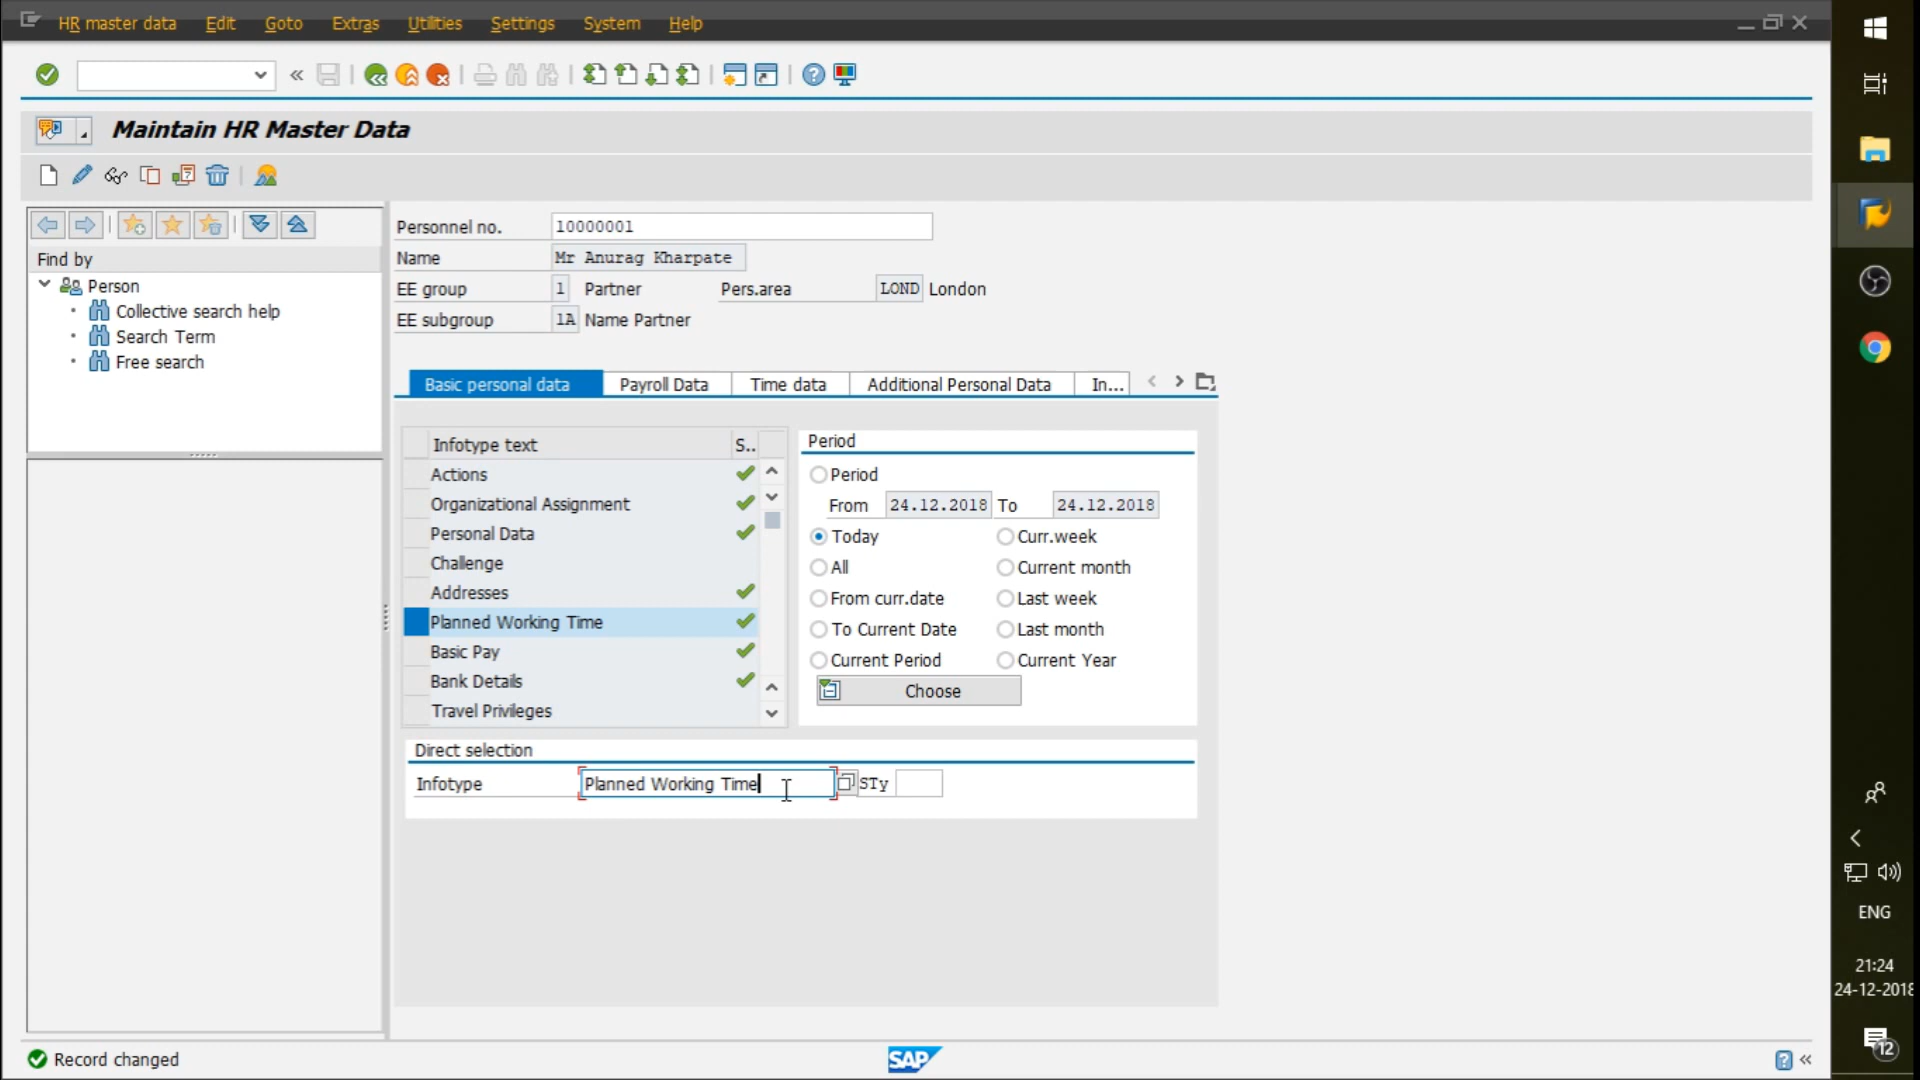 HR master data Edit Goto Extras Utilities Settings System Help
Maintain HR Master Data
Find by
Person
Collective search help
Search Term
Free search
Personnel no. 10000001
Name Mr Anurag Kharpate
EE group 1 Partner Pers.area LOND London
EE subgroup 1A Name Partner
Basic personal data Payroll Data Time data Additional Personal Data In...
Infotype text S..
Actions
Organizational Assignment
Personal Data
Challenge
Addresses
Planned Working Time
Basic Pay
Bank Details
Travel Privileges
Period
Period
From 24.12.2018 To 24.12.2018
Today Curr.week
All Current month
From curr.date Last week
To Current Date Last month
Current Period Current Year
Choose
Direct selection
Infotype Planned Working Time STy
Record changed
SAP
ENG
21:24
24-12-2018
12